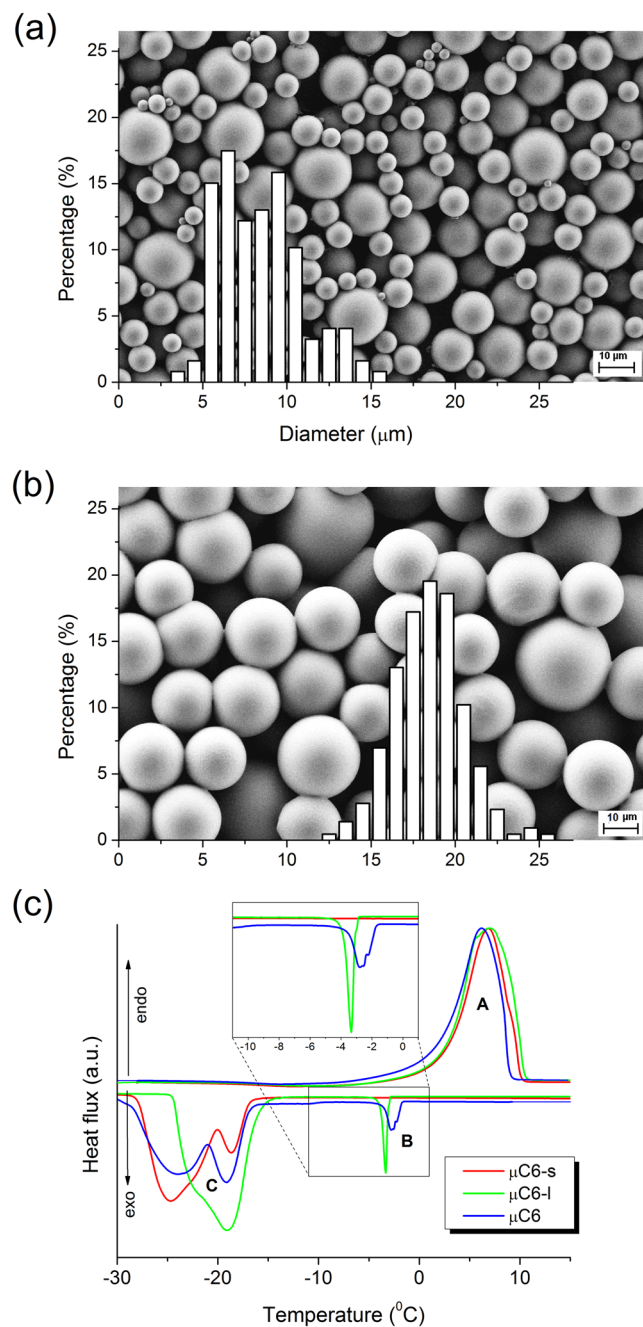 (a)
25
20
15
10
5
0
Percentage (%)
10 µm
0 5 10 15 20 25
Diameter (µm)
(b)
25
20
15
10
5
0
Percentage (%)
10 µm
0 5 10 15 20 25
(c)
endo
exo
Heat flux (a.u.)
-10 -8 -6 -4 -2 0
A
B
C
µC6-s
µC6-l
µC6
-30 -20 -10 0 10
Temperature (⁰C)